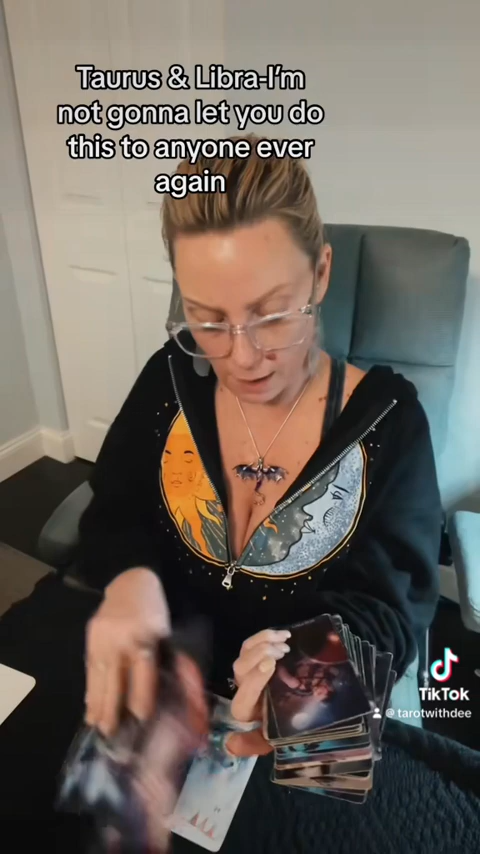 Taurus & Libra-I'm
not gonna let you do
this to anyone ever
again
TikTok
@tarotwithdee